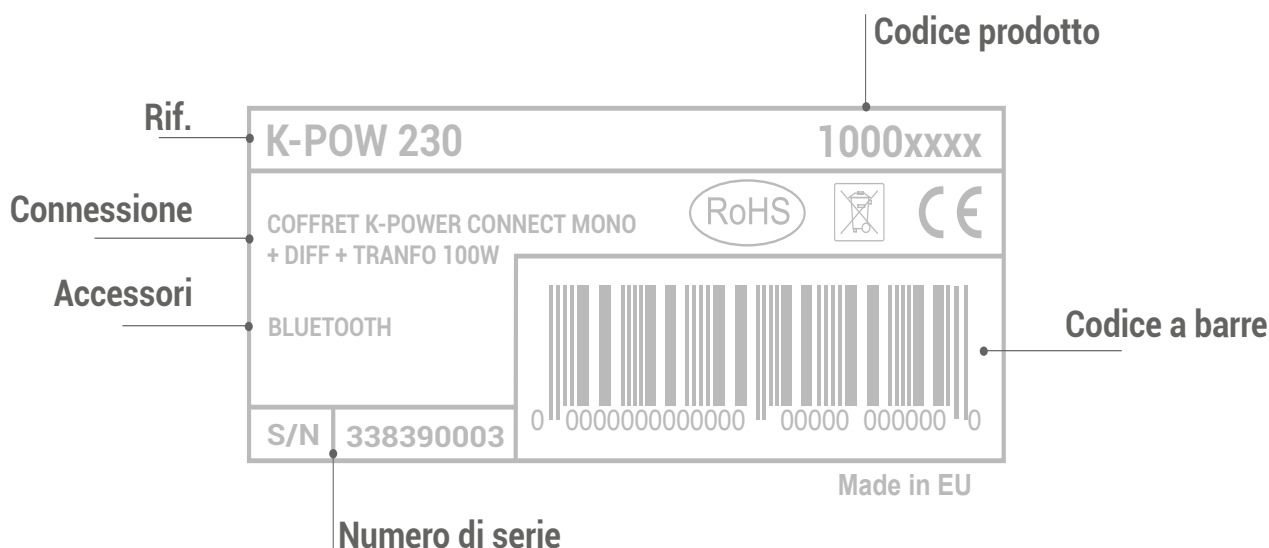 Codice prodotto
Rif.
K-POW 230
1000xxxx
Connessione
COFFRET K-POWER CONNECT MONO
+ DIFF + TRANFO 100W
RoHS
CE
Accessori
BLUETOOTH
Codice a barre
0 0000000000000 00000 000000 0
S/N 338390003
Made in EU
Numero di serie